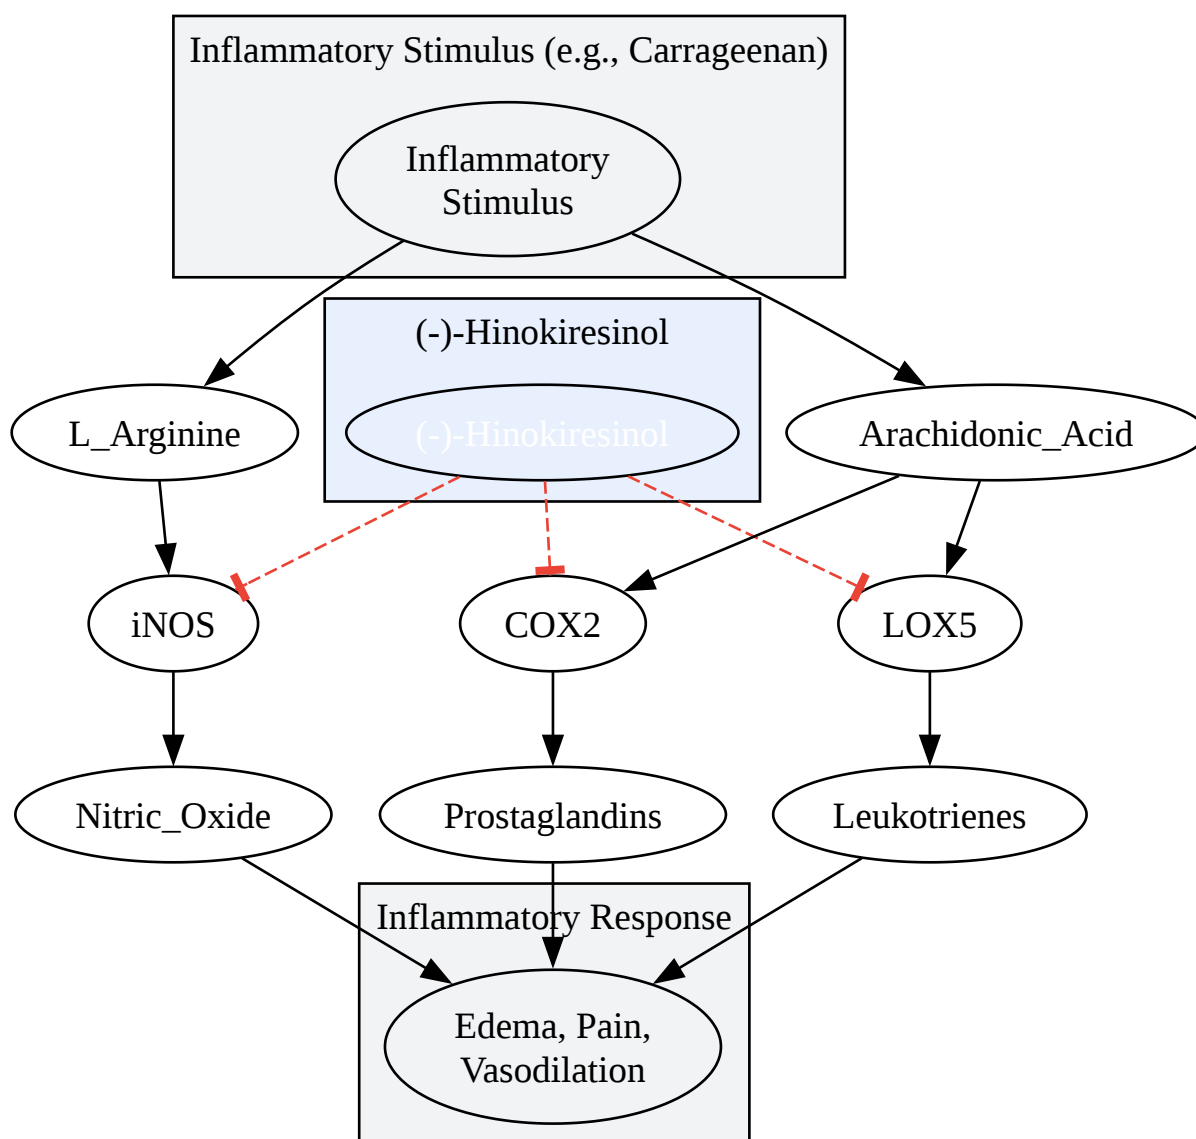 Inflammatory Stimulus (e.g., Carrageenan)
Inflammatory
Stimulus
(-)-Hinokiresinol
L_Arginine
(-)-Hinokiresinol
Arachidonic_Acid
iNOS
COX2
LOX5
Nitric_Oxide
Prostaglandins
Leukotrienes
Inflammatory Response
Edema, Pain,
Vasodilation